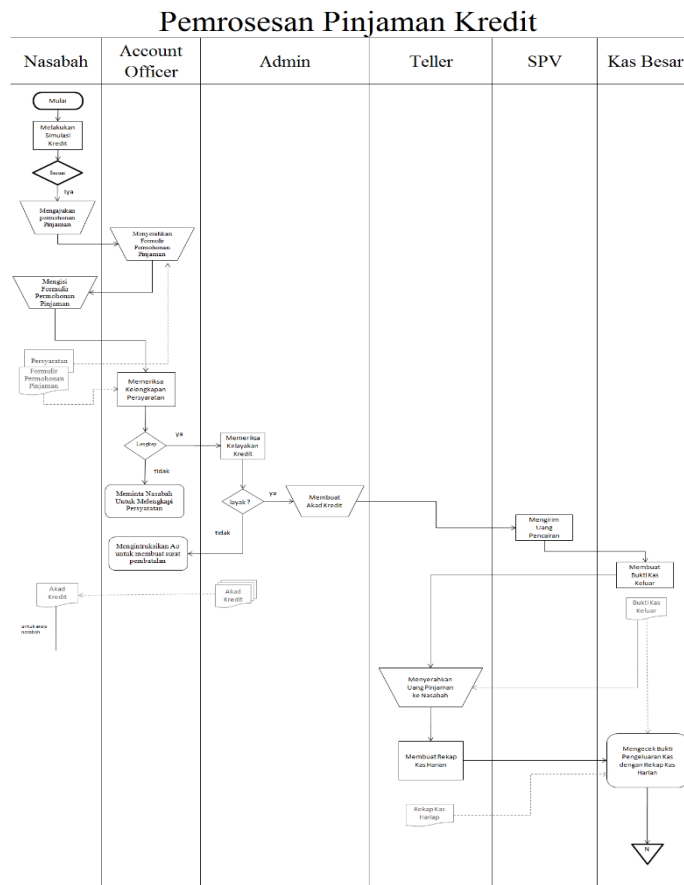 Pemrosesan Pinjaman Kredit
Nasabah
Account
Officer
Admin
Teller
SPV
Kas Besar
Mulai
Melakukan
Simulasi
Kredit
Sesuai
Iya
Mengajukan
permohonan
Pinjaman
Menyerahkan
Formulir
Permohonan
Pinjaman
Mengisi
Formulir
Permohonan
Pinjaman
Persyaratan
Formulir
Permohonan
Pinjaman
Memeriksa
Kelengkapan
Persyaratan
Lengkap
ya
tidak
Memeriksa
Kelayakan
Kredit
Meminta Nasabah
Untuk Melengkapi
Persyaratan
layak ?
ya
tidak
Membuat
Akad Kredit
Mengirim
Uang
Pencairan
Mengintruksikan Ao
untuk membuat surat
pembatalan
Membuat
Bukti Kas
Keluar
Akad
Kredit
Akad
Kredit
Bukti Kas
Keluar
untuk arsip
nasabah
Menyerahkan
Uang Pinjaman
ke Nasabah
Membuat Rekap
Kas Harian
Mengecek Bukti
Pengeluaran Kas
dengan Rekap Kas
Harian
Rekap Kas
N